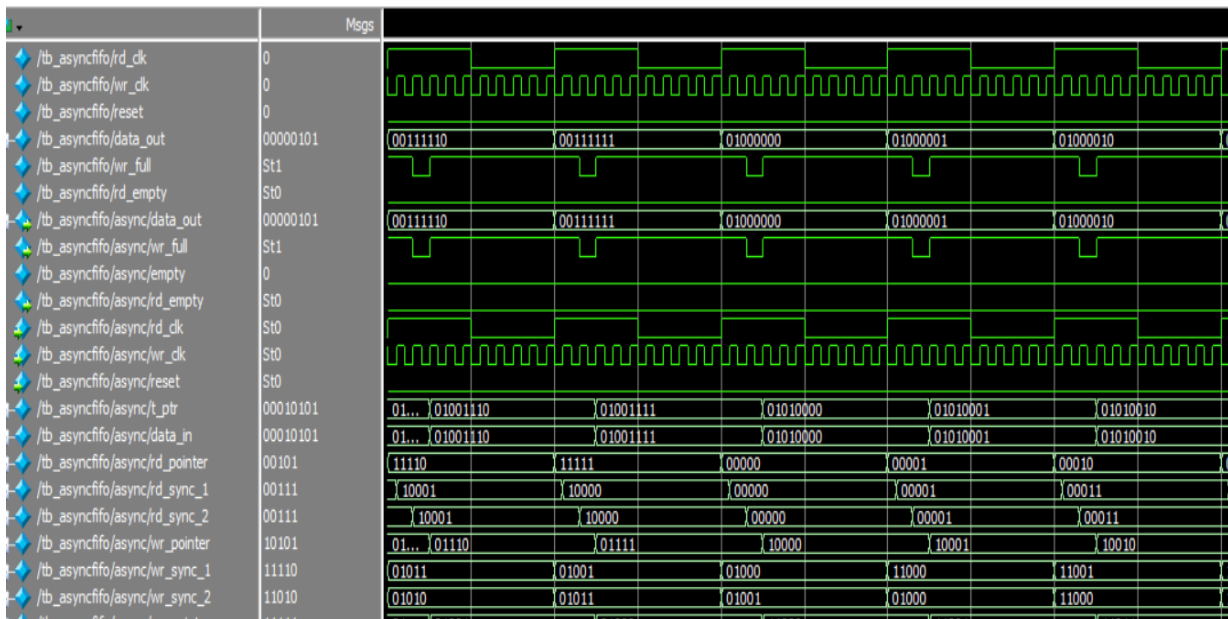 Msgs
/tb_asyncfifo/rd_clk 0
/tb_asyncfifo/wr_clk 0
/tb_asyncfifo/reset 0
/tb_asyncfifo/data_out 00000101 00111110 00111111 01000000 01000001 01000010
/tb_asyncfifo/wr_full St1
/tb_asyncfifo/rd_empty St0
/tb_asyncfifo/async/data_out 00000101 00111110 00111111 01000000 01000001 01000010
/tb_asyncfifo/async/wr_full St1
/tb_asyncfifo/async/empty 0
/tb_asyncfifo/async/rd_empty St0
/tb_asyncfifo/async/rd_clk St0
/tb_asyncfifo/async/wr_clk St0
/tb_asyncfifo/async/reset St0
/tb_asyncfifo/async/t_ptr 00010101 01... 01001110 01001111 01010000 01010001 01010010
/tb_asyncfifo/async/data_in 00010101 01... 01001110 01001111 01010000 01010001 01010010
/tb_asyncfifo/async/rd_pointer 00101 11110 11111 00000 00001 00010
/tb_asyncfifo/async/rd_sync_1 00111 10001 10000 00000 00001 00011
/tb_asyncfifo/async/rd_sync_2 00111 10001 10000 00000 00001 00011
/tb_asyncfifo/async/wr_pointer 10101 01... 01110 01111 10000 10001 10010
/tb_asyncfifo/async/wr_sync_1 11110 01011 01001 01000 11000 11001
/tb_asyncfifo/async/wr_sync_2 11010 01010 01011 01001 01000 11000